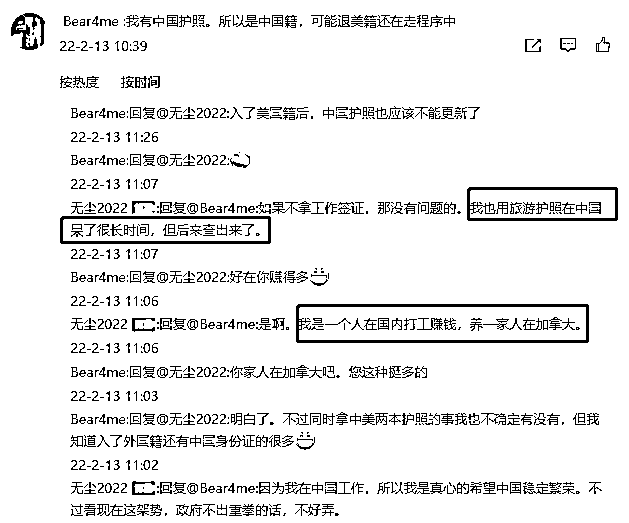 Bear4me :我有中国护照。所以是中国籍，可能退美籍还在走程序中
22-2-13 10:39
按热度 按时间
Bear4me:回复@无尘2022:入了美国籍后，中国护照也应该不能更新了
22-2-13 11:26
Bear4me:回复@无尘2022:
22-2-13 11:07
无尘2022 :回复@Bear4me:如果不拿工作签证，那没有问题的。我也用旅游护照在中国
呆了很长时间，但后来查出来了。
22-2-13 11:07
Bear4me:回复@无尘2022:好在你赚得多
22-2-13 11:06
无尘2022 :回复@Bear4me:是啊。我是一个人在国内打工赚钱，养一家人在加拿大。
22-2-13 11:06
Bear4me:回复@无尘2022:你家人在加拿大吧。您这种挺多的
22-2-13 11:03
Bear4me:回复@无尘2022:明白了。不过同时拿中美两本护照的事我也不确定有没有，但我
知道入了外国籍还有中国身份证的很多
22-2-13 11:02
无尘2022 :回复@Bear4me:因为我在中国工作，所以我是真心的希望中国稳定繁荣。不
过看现在这架势，政府不出重拳的话，不好弄。